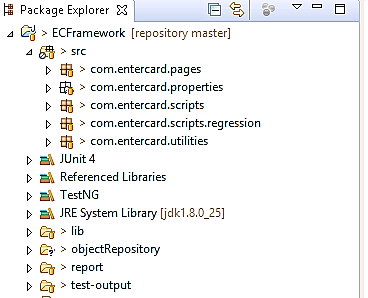 Package Explorer
> ECFramework [repository master]
> src
> com.entercard.pages
> com.entercard.properties
> com.entercard.scripts
> com.entercard.scripts.regression
> com.entercard.utilities
JUnit 4
Referenced Libraries
TestNG
JRE System Library [jdk1.8.0_25]
> lib
> objectRepository
> report
> test-output